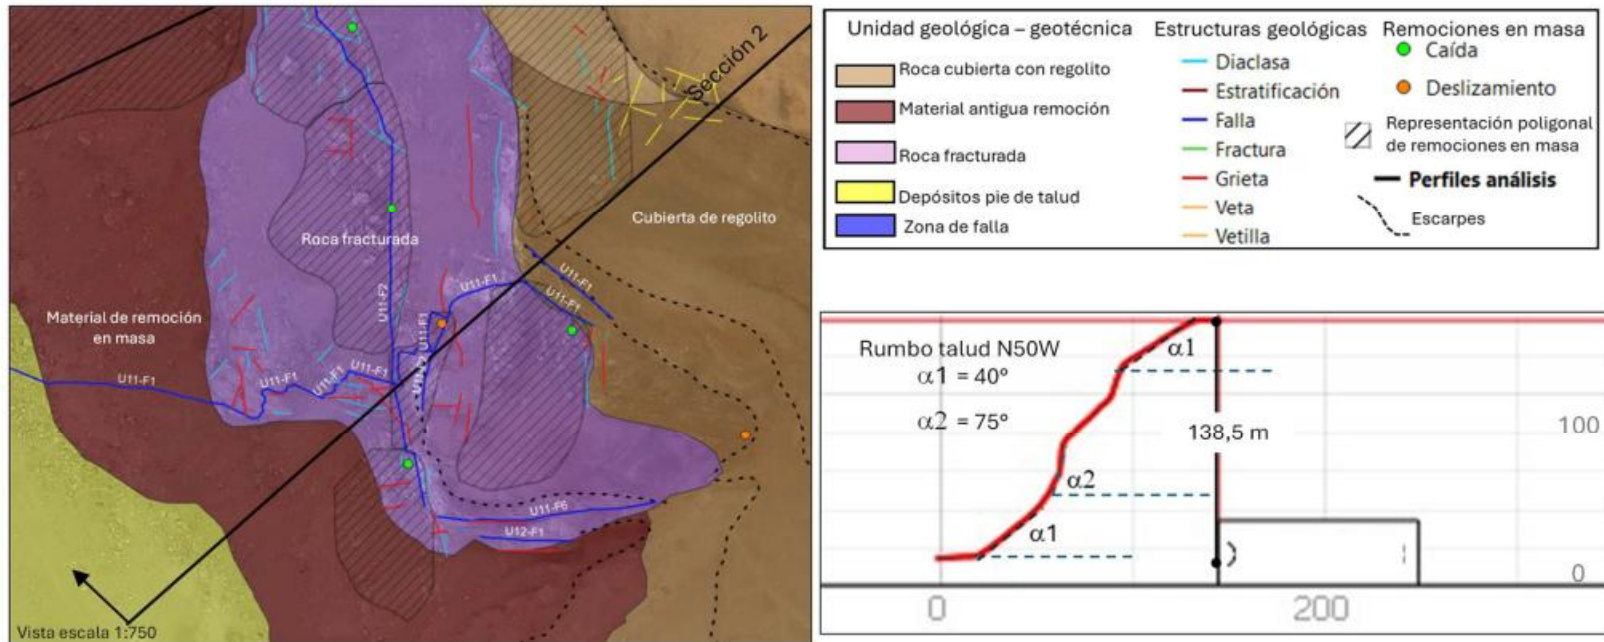 Sección 2
Cubierta de regolito
Roca fracturada
U11-F2
U11-F1
U11-F1
U11-F1
U11-F1
Material de remoción
en masa
U11-F1
U11-F1
U11-F1
U11-F1
U11-F6
U12-F1
Vista escala 1:750
Unidad geológica – geotécnica
Roca cubierta con regolito
Material antigua remoción
Roca fracturada
Depósitos pie de talud
Zona de falla
Estructuras geológicas
Diaclasa
Estratificación
Falla
Fractura
Grieta
Veta
Vetilla
Remociones en masa
Caída
Deslizamiento
Representación poligonal
de remociones en masa
Perfiles análisis
Escarpes
Rumbo talud N50W
α1 = 40°
α2 = 75°
α1
α2
α1
138,5 m
100
0
0
200